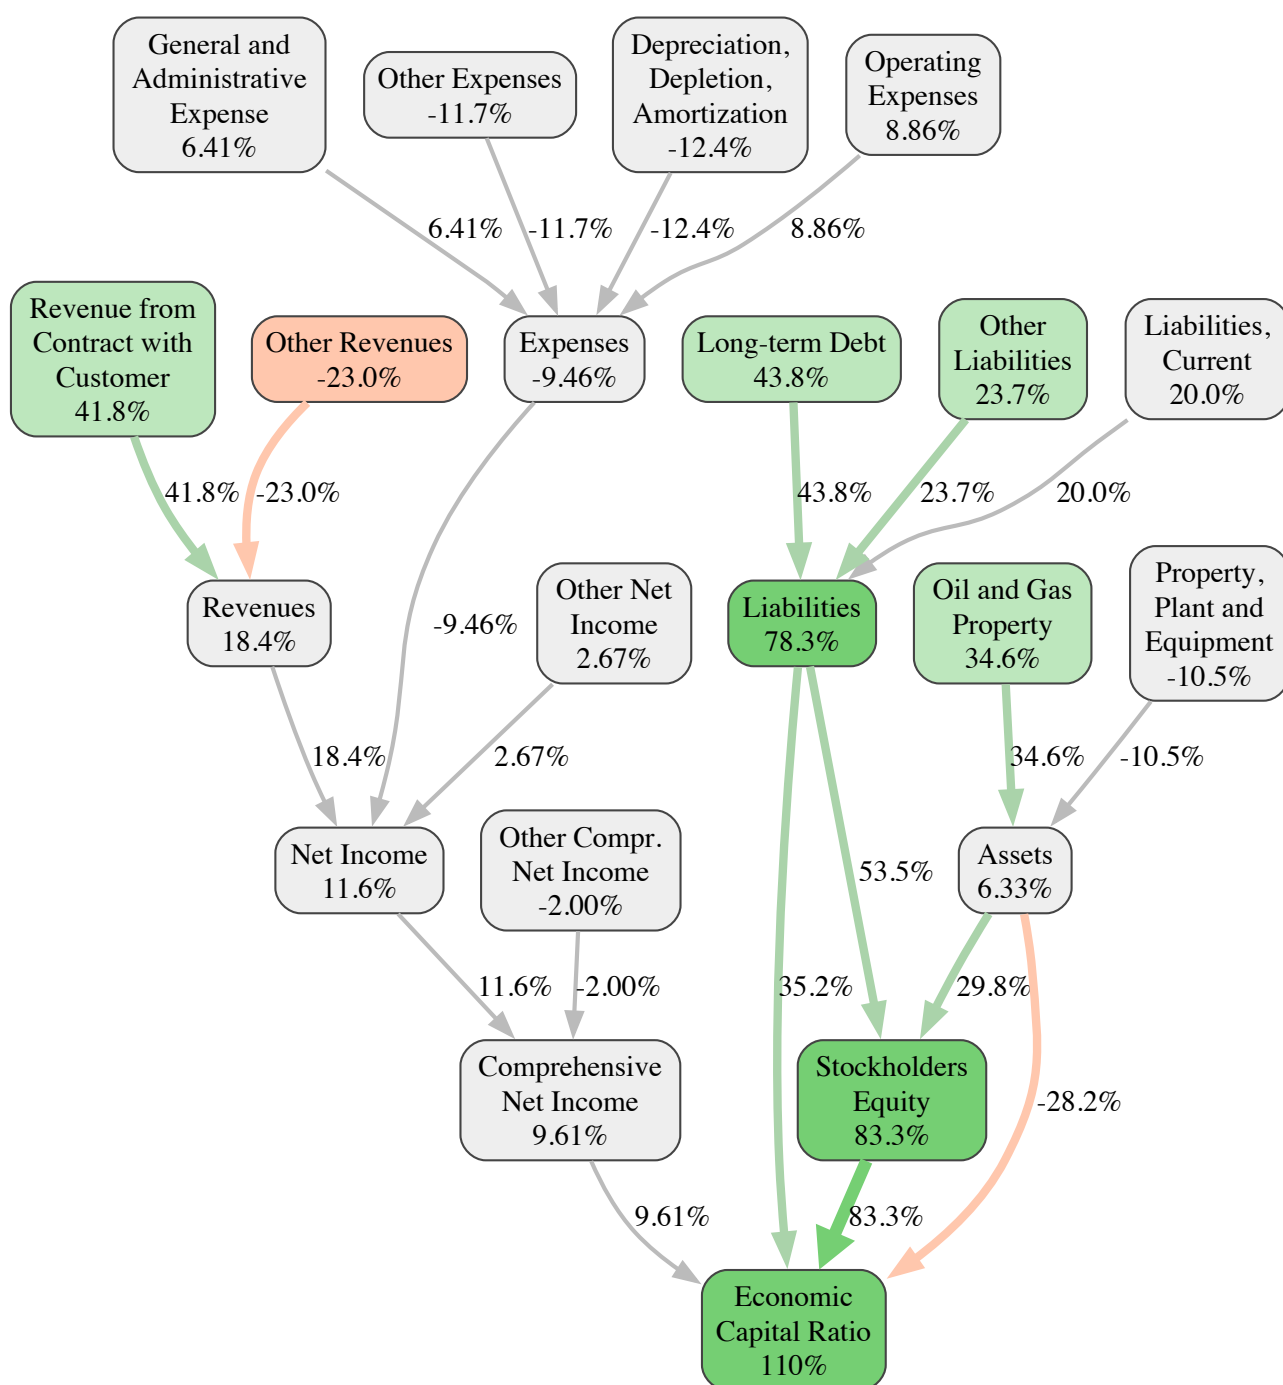 General and
Administrative
Expense
6.41%
Other Expenses
-11.7%
Depreciation,
Depletion,
Amortization
-12.4%
Operating
Expenses
8.86%
6.41%
-11.7%
-12.4%
8.86%
Revenue from
Contract with
Customer
41.8%
Other Revenues
-23.0%
Expenses
-9.46%
Long-term Debt
43.8%
Other
Liabilities
23.7%
Liabilities,
Current
20.0%
41.8%
-23.0%
43.8%
23.7%
20.0%
Revenues
18.4%
-9.46%
Other Net
Income
2.67%
Liabilities
78.3%
Oil and Gas
Property
34.6%
Property,
Plant and
Equipment
-10.5%
18.4%
2.67%
34.6%
-10.5%
Net Income
11.6%
Other Compr.
Net Income
-2.00%
53.5%
Assets
6.33%
11.6%
-2.00%
35.2%
29.8%
Comprehensive
Net Income
9.61%
Stockholders
Equity
83.3%
-28.2%
9.61%
83.3%
Economic
Capital Ratio
110%